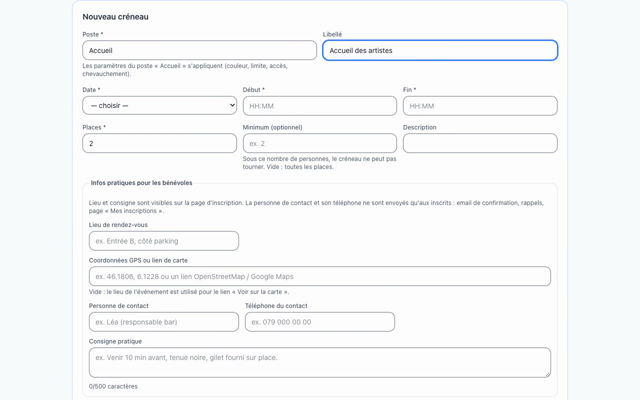 Nouveau créneau
Poste *
Libellé
Accueil
Accueil des artistes
Les paramètres du poste « Accueil » s'appliquent (couleur, limite, accès,
chevauchement).
Date *
Début *
Fin *
— choisir —
HH:MM
HH:MM
Places *
Minimum (optionnel)
Description
2
ex. 2
Sous ce nombre de personnes, le créneau ne peut pas
tourner. Vide : toutes les places.
Infos pratiques pour les bénévoles
Lieu et consigne sont visibles sur la page d'inscription. La personne de contact et son téléphone ne sont envoyés qu'aux inscrits : email de confirmation, rappels,
page « Mes inscriptions ».
Lieu de rendez-vous
ex. Entrée B, côté parking
Coordonnées GPS ou lien de carte
ex. 46.1806, 6.1228 ou un lien OpenStreetMap / Google Maps
Vide : le lieu de l'événement est utilisé pour le lien « Voir sur la carte ».
Personne de contact
Téléphone du contact
ex. Léa (responsable bar)
ex. 079 000 00 00
Consigne pratique
ex. Venir 10 min avant, tenue noire, gilet fourni sur place.
0/500 caractères